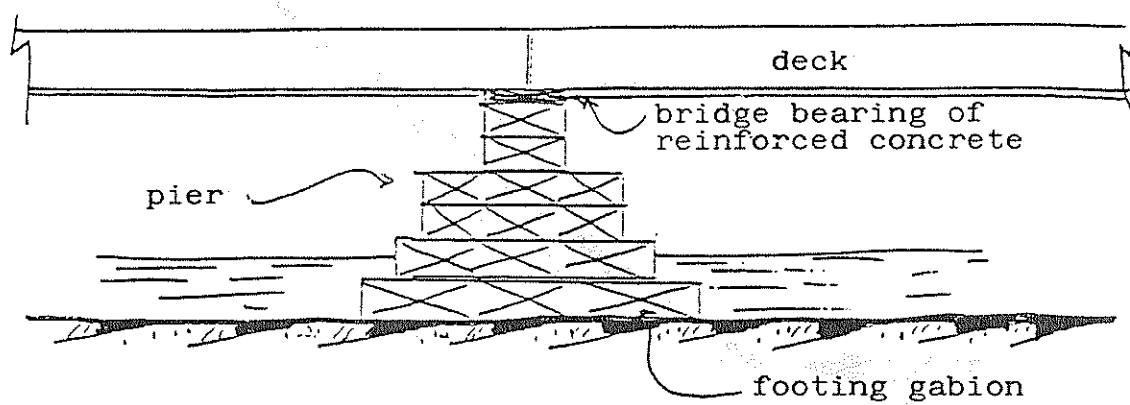 deck
bridge bearing of
reinforced concrete
pier
footing gabion